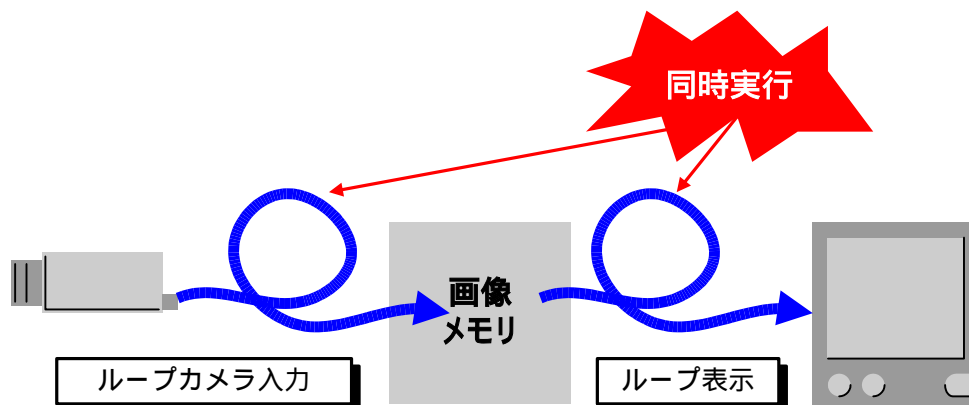 同時実行
画像
メモリ
ループカメラ入力
ループ表示